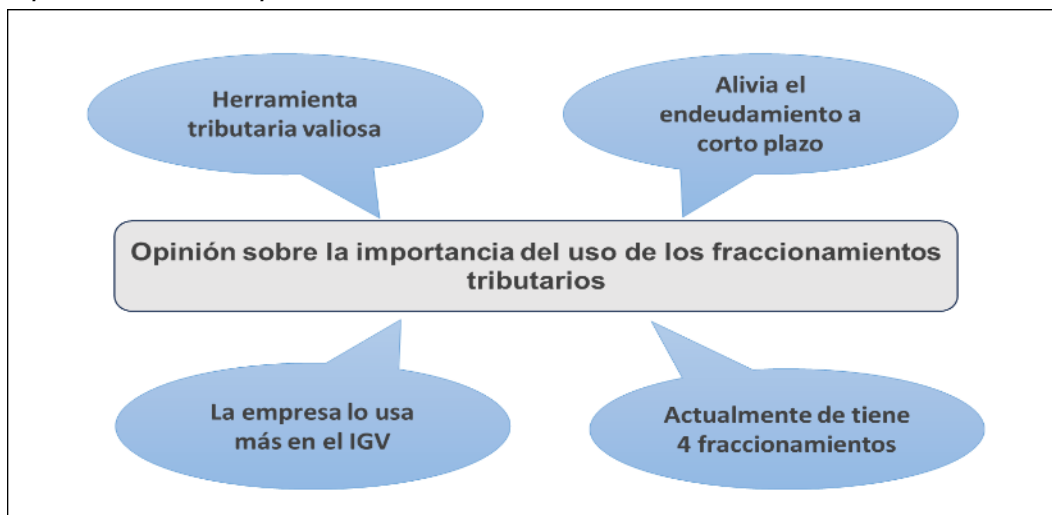 Herramienta
tributaria valiosa
Alivia el
endeudamiento a
corto plazo
Opinión sobre la importancia del uso de los fraccionamientos
tributarios
La empresa lo usa
más en el IGV
Actualmente de tiene
4 fraccionamientos